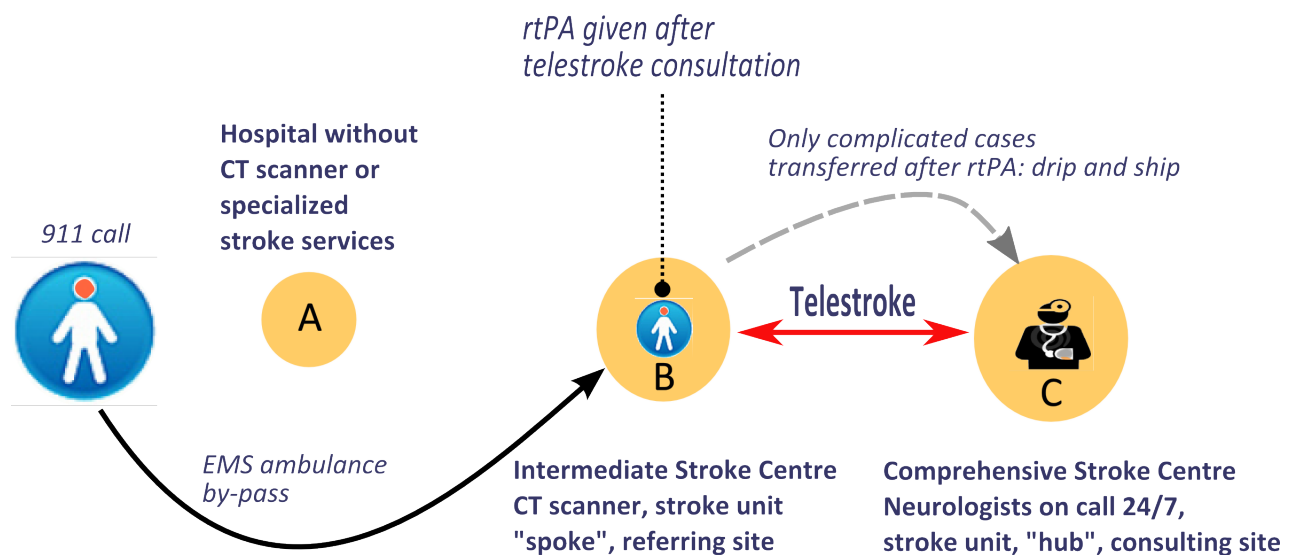 rtPA given after
telestroke consultation
Hospital without
CT scanner or
specialized
stroke services
Only complicated cases
transferred after rtPA: drip and ship
911 call
A
Telestroke
B
C
EMS ambulance
by-pass
Intermediate Stroke Centre
CT scanner, stroke unit
"spoke", referring site
Comprehensive Stroke Centre
Neurologists on call 24/7,
stroke unit, "hub", consulting site